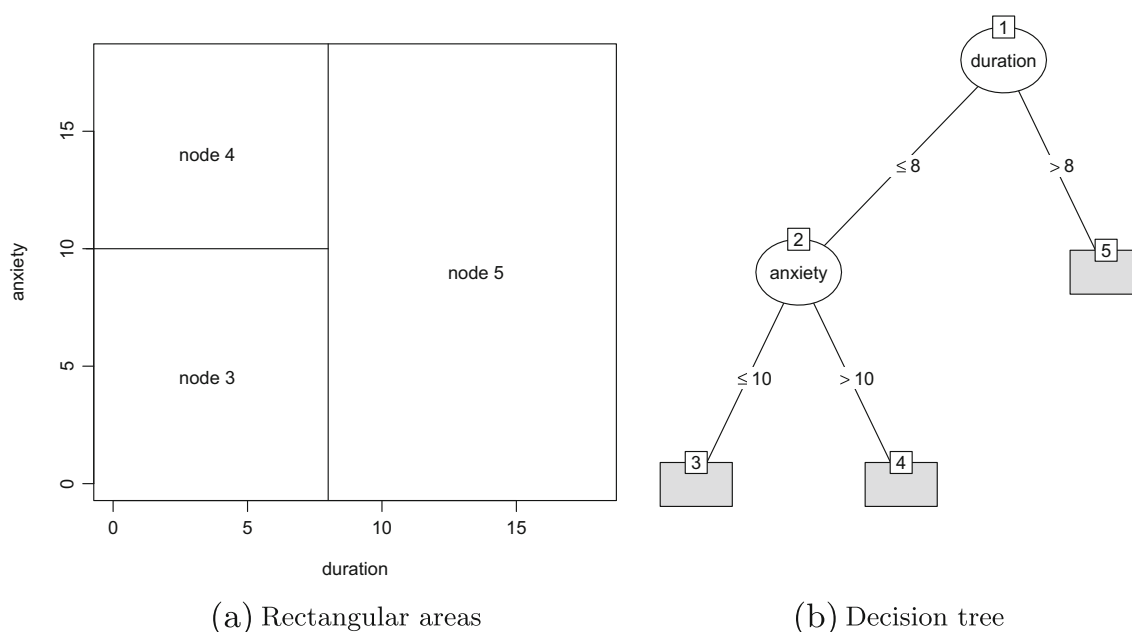 15
10
5
0
anxiety
node 4
node 3
node 5
0
5
10
15
duration
(a) Rectangular areas
1
duration
≤ 8
> 8
2
anxiety
5
≤ 10
> 10
3
4
(b) Decision tree